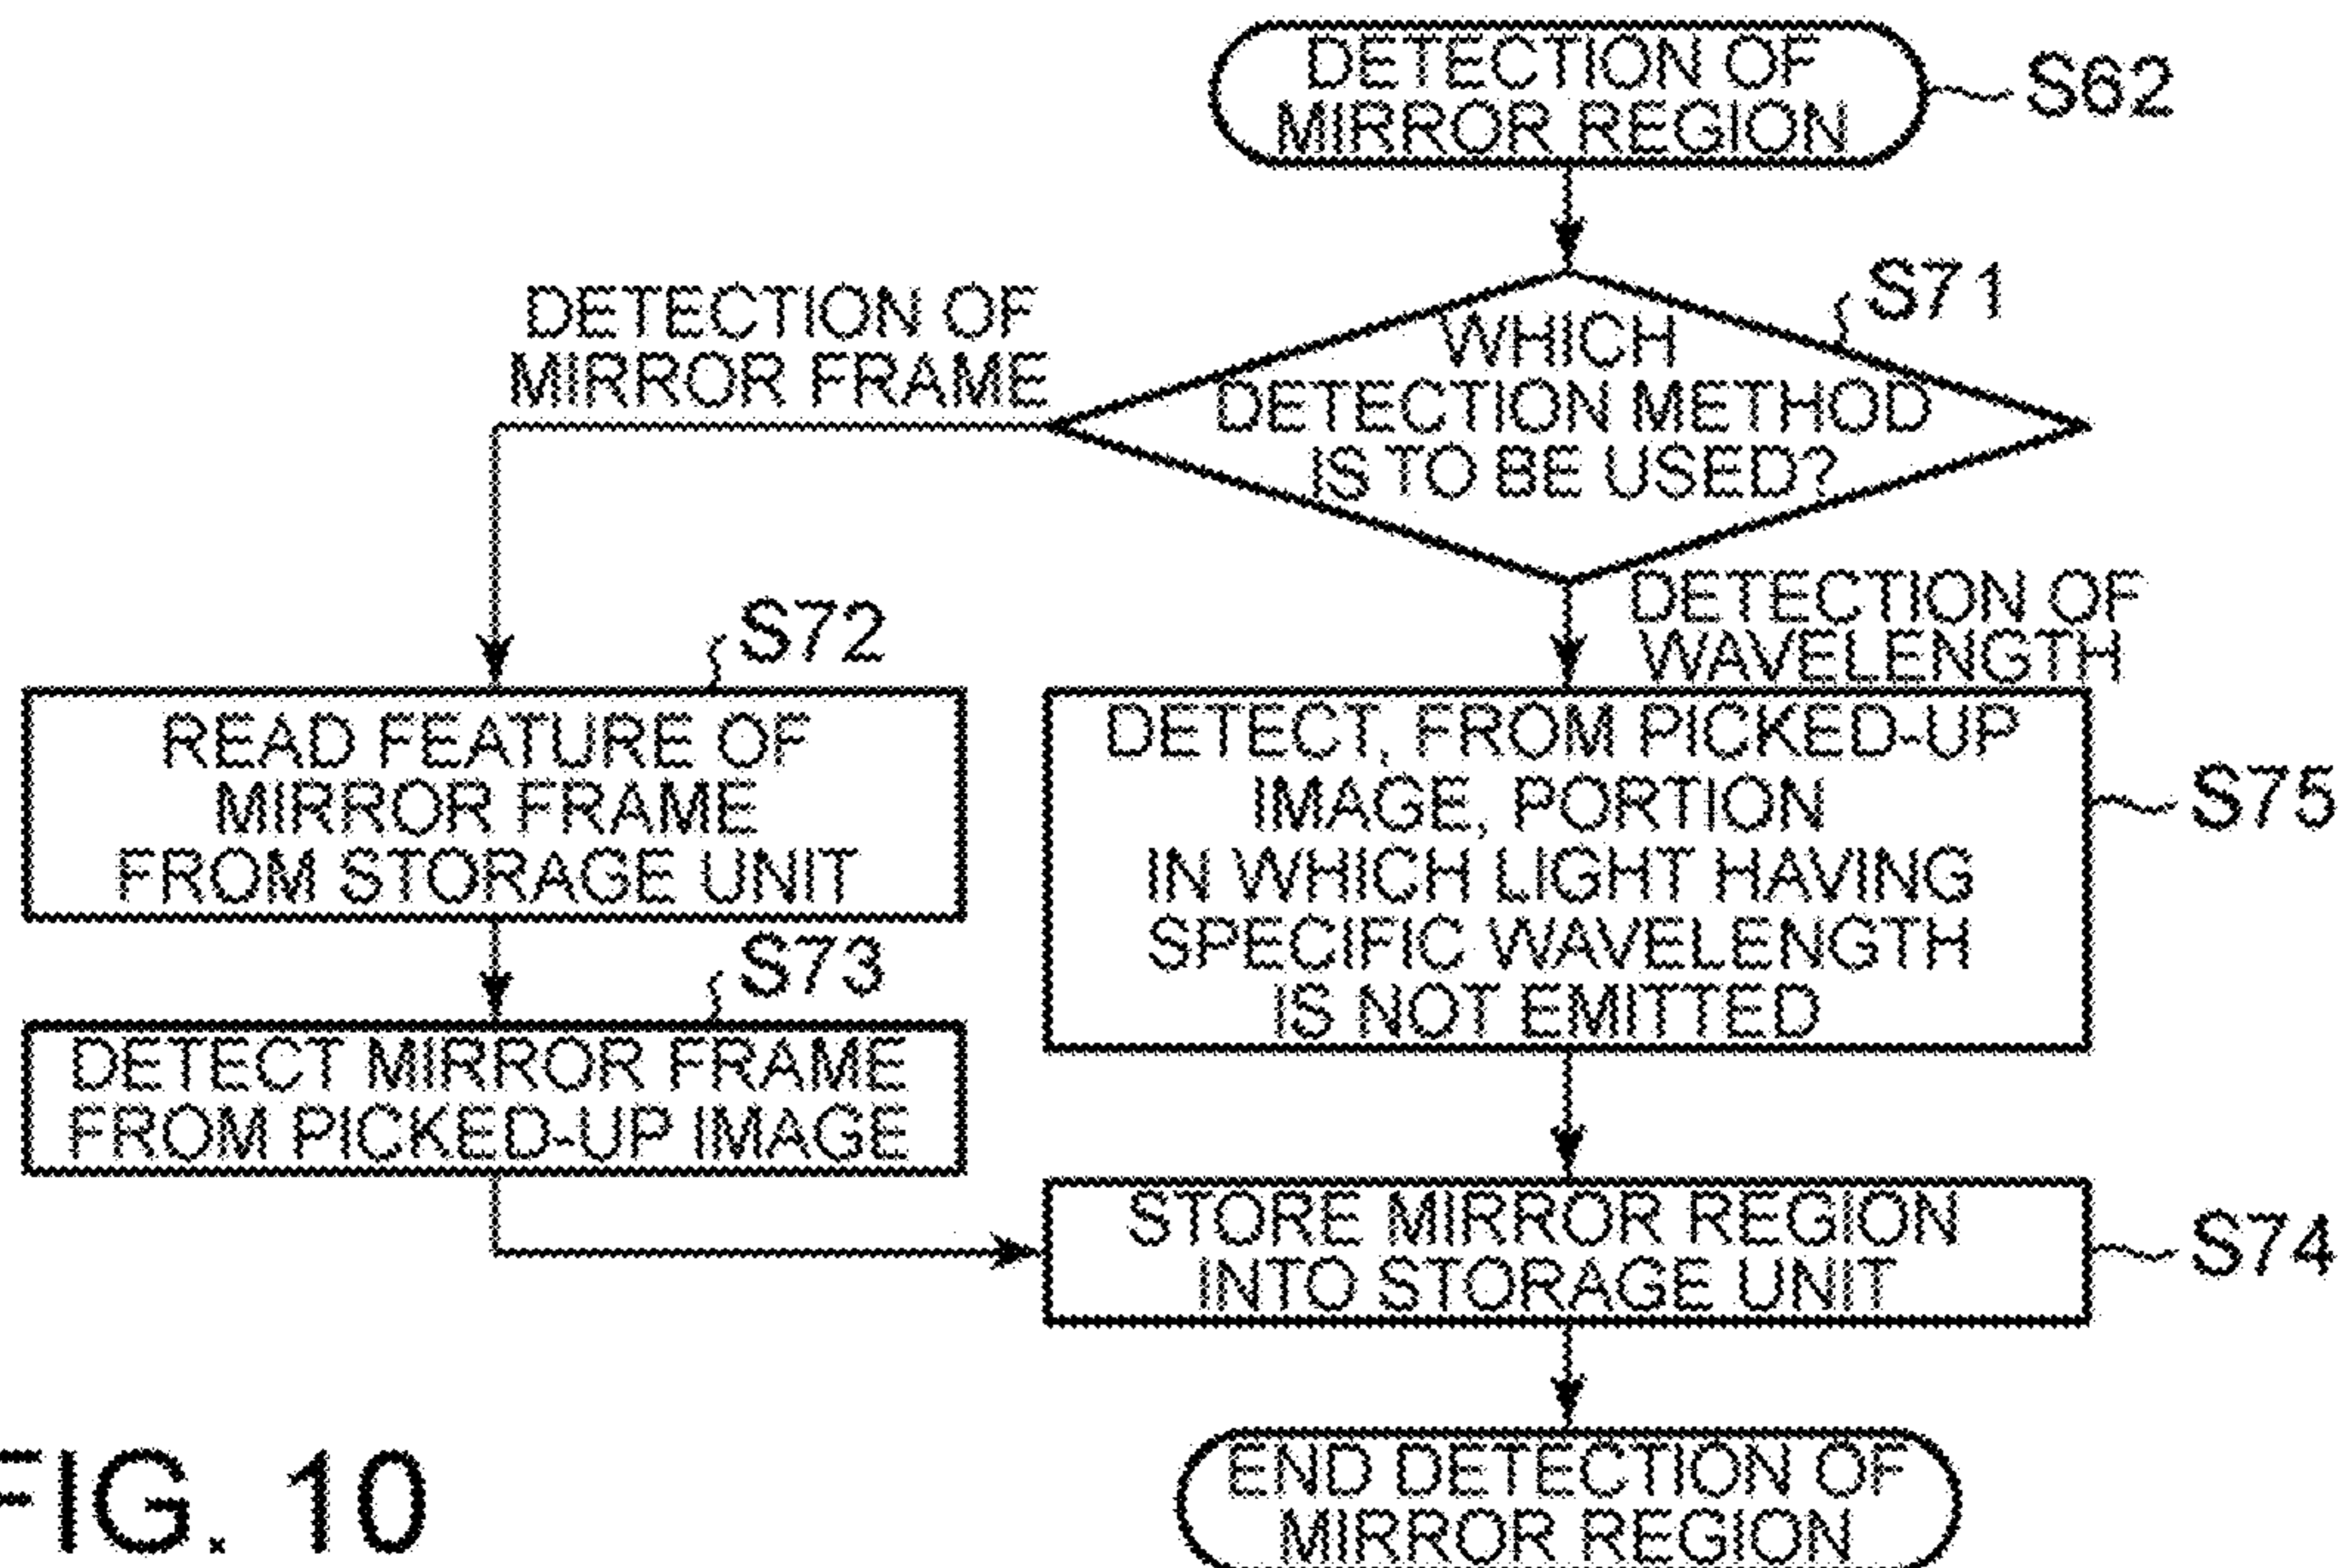 DETECTION OF
MIRROR REGION
S62
S71
WHICH
DETECTION METHOD
IS TO BE USED?
DETECTION OF
MIRROR FRAME
DETECTION OF
WAVELENGTH
S72
READ FEATURE OF
MIRROR FRAME
FROM STORAGE UNIT
DETECT, FROM PICKED-UP
IMAGE, PORTION
IN WHICH LIGHT HAVING
SPECIFIC WAVELENGTH
IS NOT EMITTED
S75
S73
DETECT MIRROR FRAME
FROM PICKED-UP IMAGE
STORE MIRROR REGION
INTO STORAGE UNIT
S74
END DETECTION OF
MIRROR REGION
FIG. 10